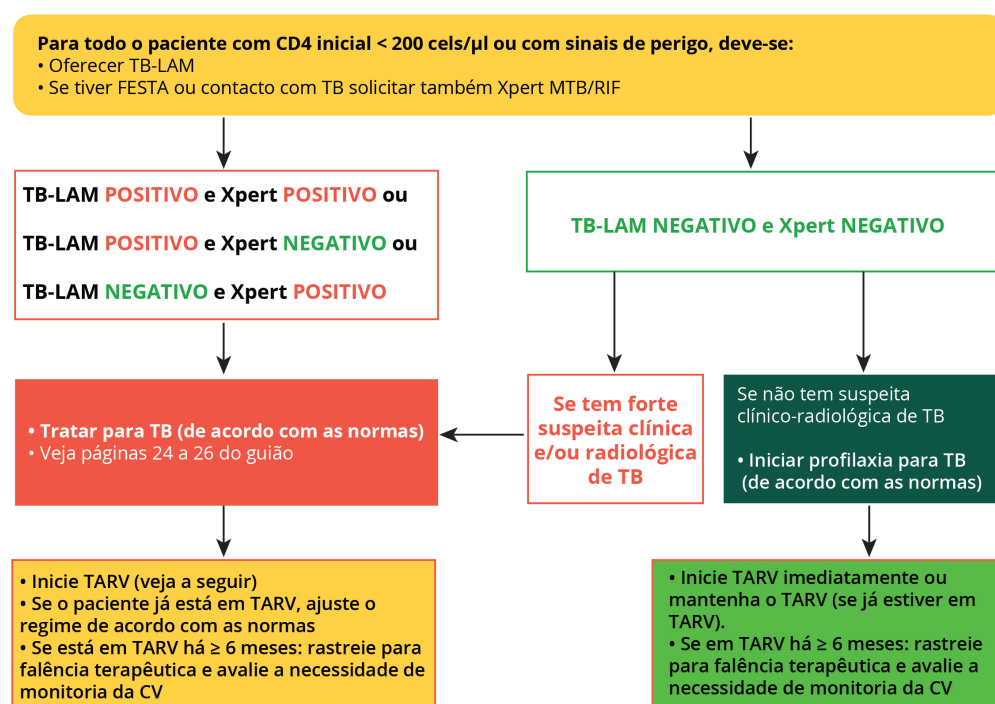 Para todo o paciente com CD4 inicial < 200 cels/µl ou com sinais de perigo, deve-se:
• Oferecer TB-LAM
• Se tiver FESTA ou contacto com TB solicitar também Xpert MTB/RIF
TB-LAM POSITIVO e Xpert POSITIVO ou
TB-LAM POSITIVO e Xpert NEGATIVO ou
TB-LAM NEGATIVO e Xpert POSITIVO
TB-LAM NEGATIVO e Xpert NEGATIVO
• Tratar para TB (de acordo com as normas)
• Veja páginas 24 a 26 do guião
Se tem forte
suspeita clínica
e/ou radiológica
de TB
Se não tem suspeita
clínico-radiológica de TB
• Iniciar profilaxia para TB
(de acordo com as normas)
• Inicie TARV (veja a seguir)
• Se o paciente já está em TARV, ajuste o
regime de acordo com as normas
• Se está em TARV há ≥ 6 meses: rastreie para
falência terapêutica e avalie a necessidade de
monitoria da CV
• Inicie TARV imediatamente ou
mantenha o TARV (se já estiver em
TARV).
• Se em TARV há ≥ 6 meses: rastreie
para falência terapêutica e avalie a
necessidade de monitoria da CV